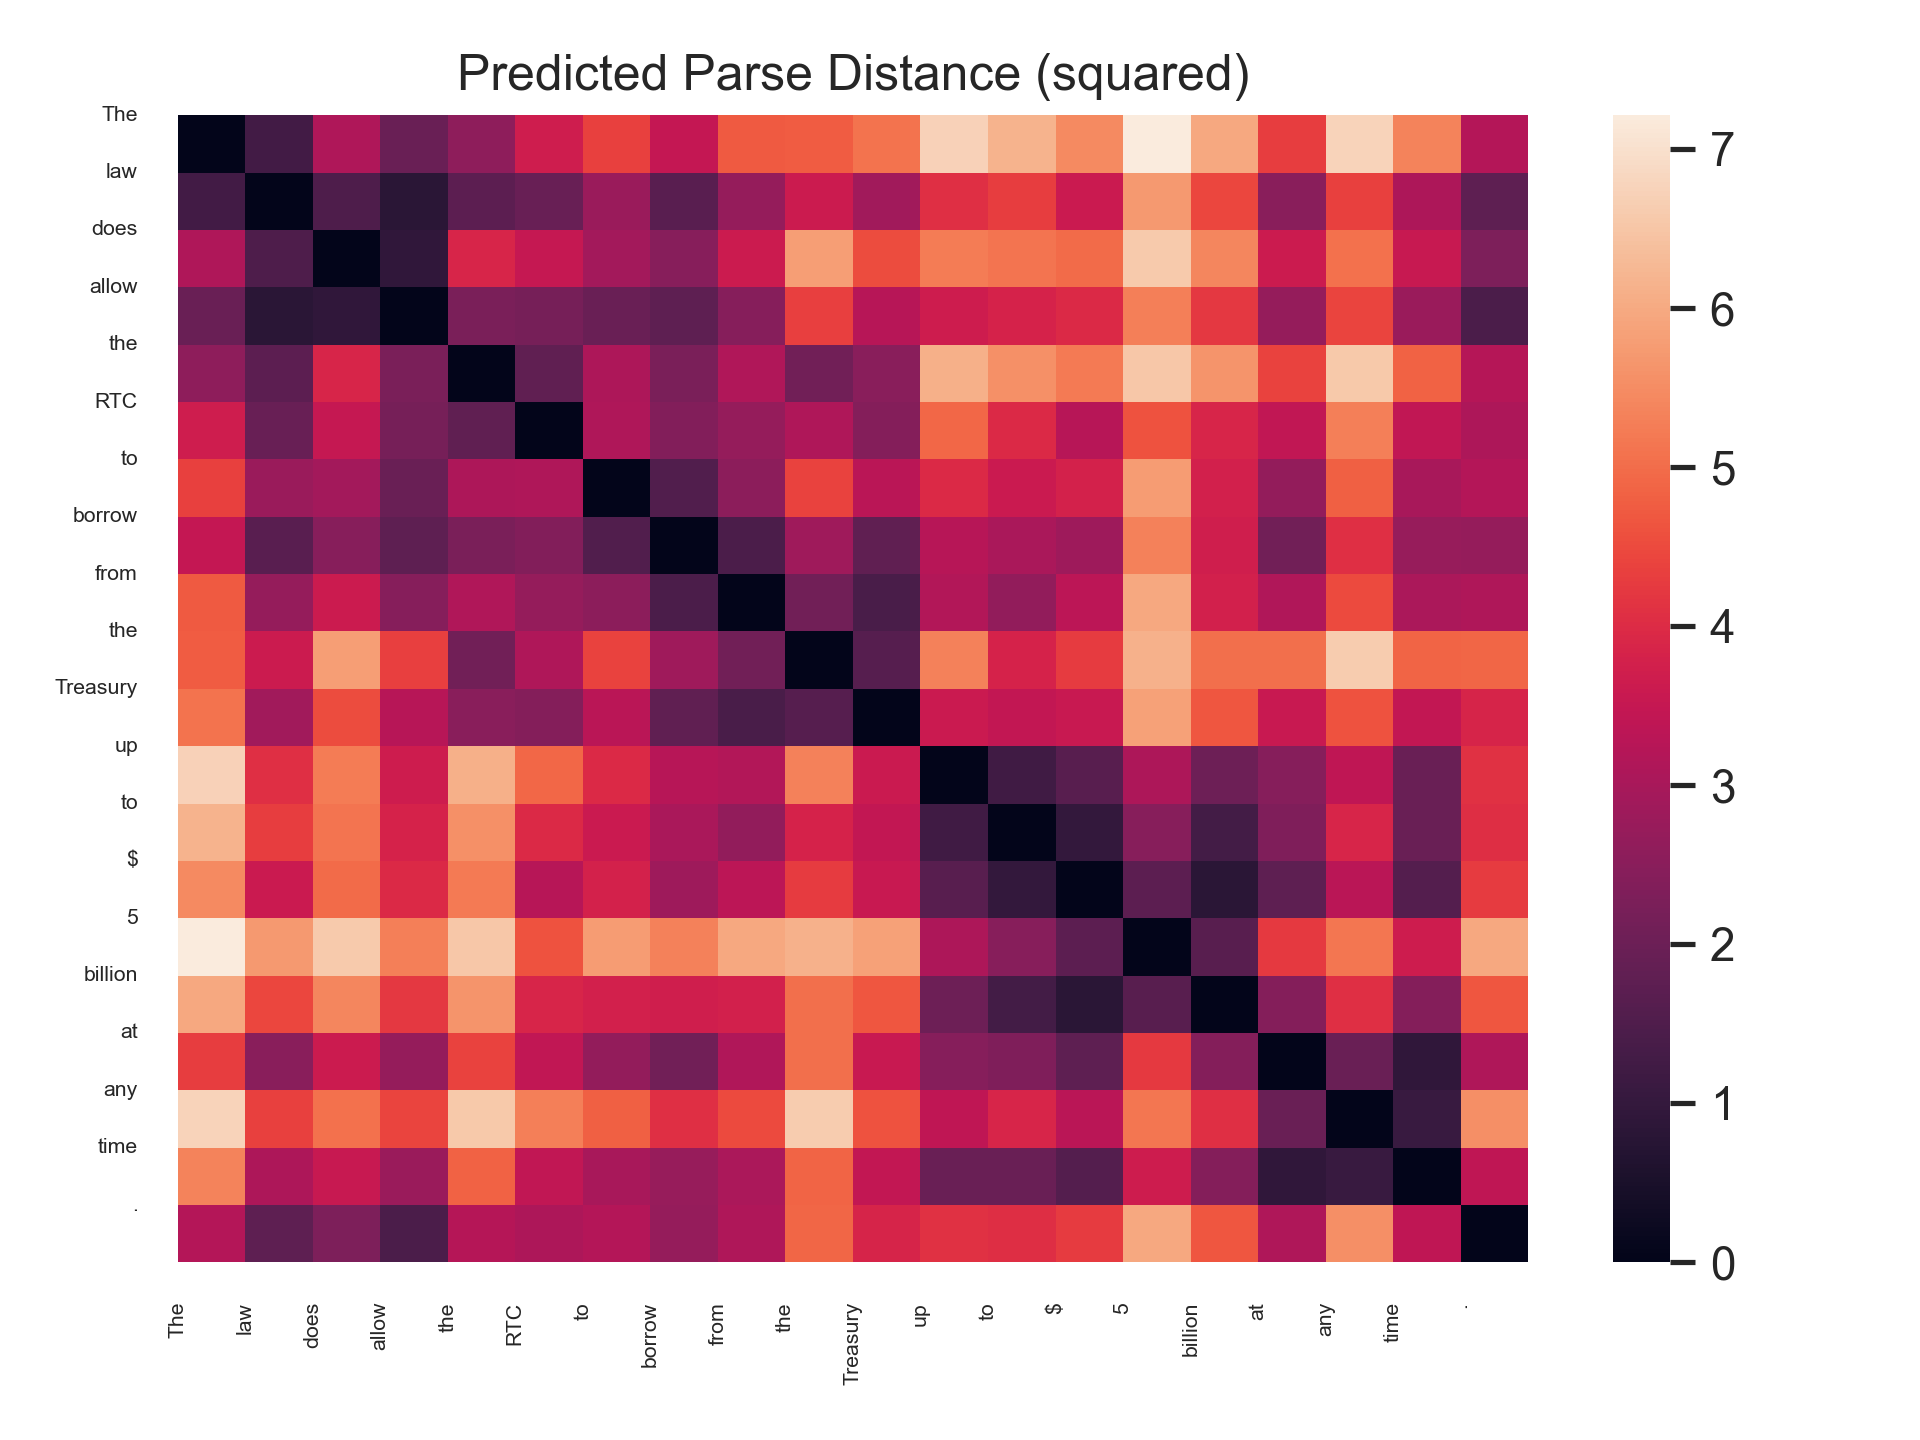 Predicted Parse Distance (squared)
The
law
does
allow
the
RTC
to
borrow
from
the
Treasury
up
to
$
5
billion
at
any
time
.
The
law
does
allow
the
RTC
to
borrow
from
the
Treasury
up
to
$
5
billion
at
any
time
.
7
6
5
4
3
2
1
0